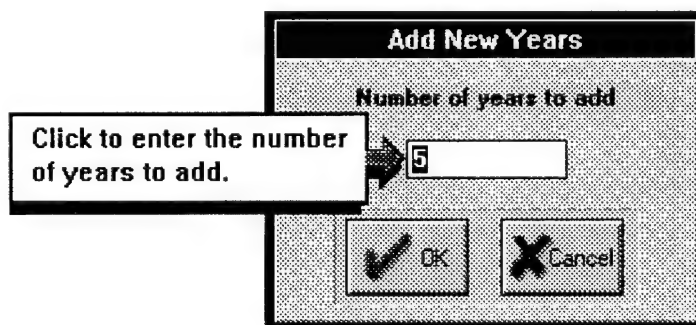 Add New Years
Number of years to add
Click to enter the number
of years to add.
5
OK
Cancel